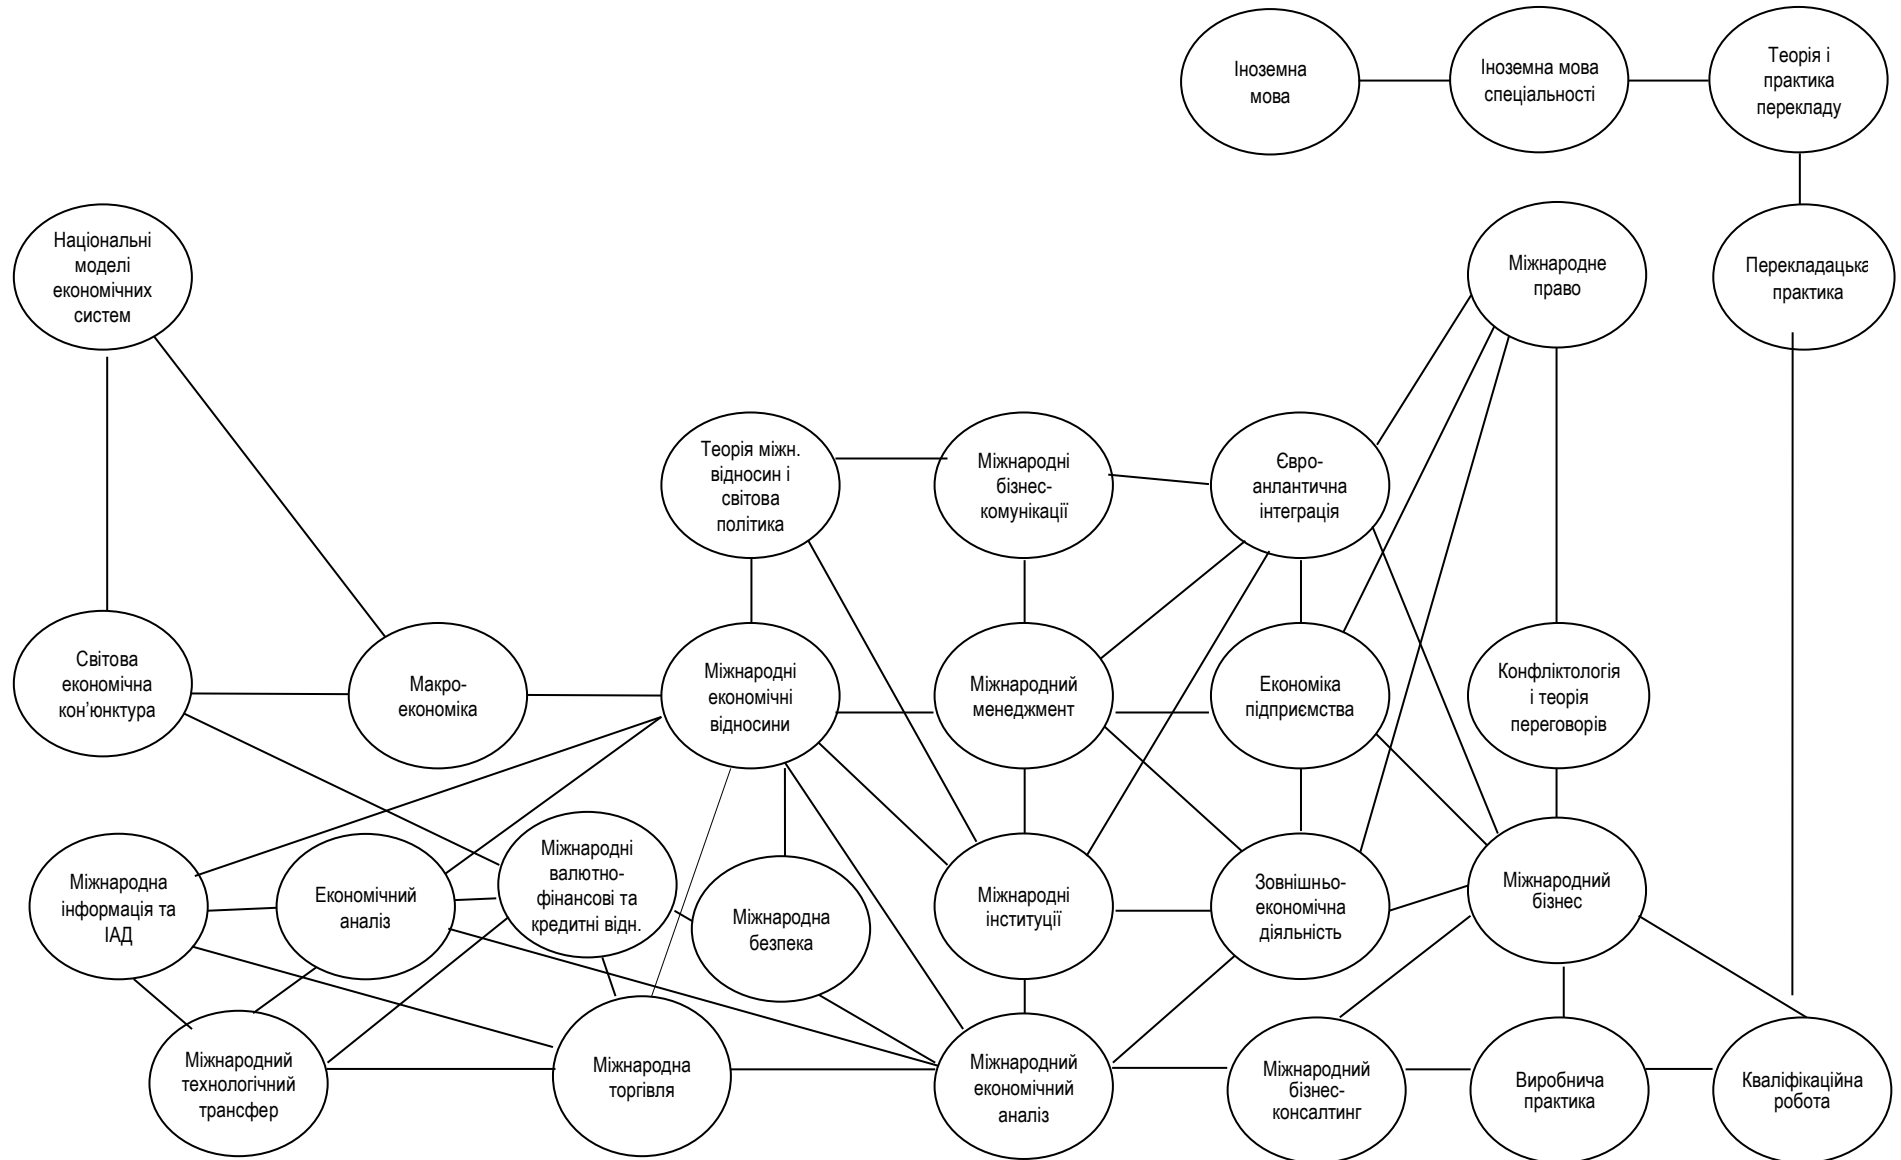 Іноземна
мова
Іноземна мова
спеціальності
Теорія і
практика
перекладу
Національні
моделі
економічних
систем
Міжнародне
право
Перекладацька
практика
Теорія міжн.
відносин і
світова
політика
Міжнародні
бізнес-
комунікації
Євро-
анлантична
інтеграція
Світова
економічна
кон’юнктура
Макро-
економіка
Міжнародні
економічні
відносини
Міжнародний
менеджмент
Економіка
підприємства
Конфліктологія
і теорія
переговорів
Міжнародна
інформація та
ІАД
Економічний
аналіз
Міжнародні
валютно-
фінансові та
кредитні відн.
Міжнародна
безпека
Міжнародні
інституції
Зовнішньо-
економічна
діяльність
Міжнародний
бізнес
Міжнародний
технологічний
трансфер
Міжнародна
торгівля
Міжнародний
економічний
аналіз
Міжнародний
бізнес-
консалтинг
Виробнича
практика
Кваліфікаційна
робота